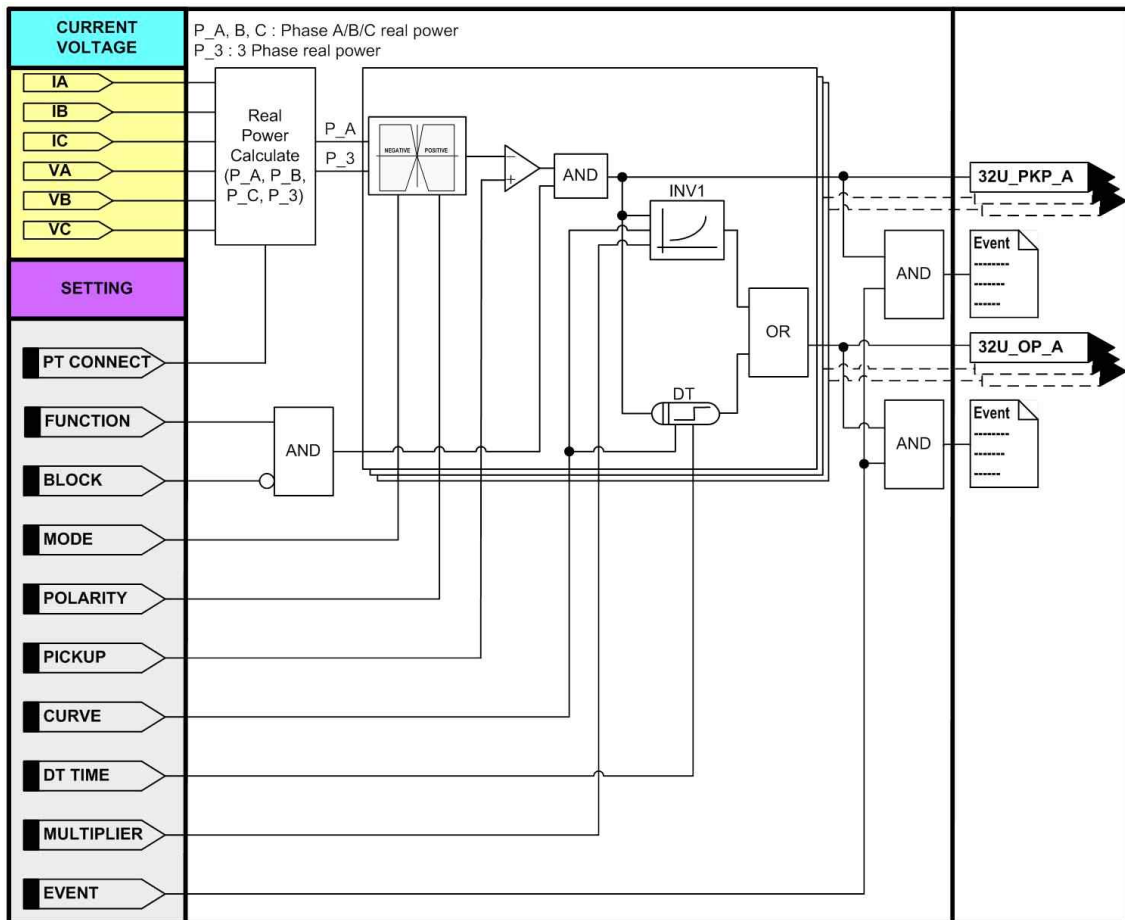 CURRENT
VOLTAGE
P_A, B, C : Phase A/B/C real power
P_3 : 3 Phase real power
IA
IB
IC
VA
VB
VC
Real
Power
Calculate
(P_A, P_B,
P_C, P_3)
P_A
P_3
NEGATIVE
POSITIVE
−
+
AND
INV1
OR
DT
32U_PKP_A
AND
Event
--------
-------
------
32U_OP_A
AND
Event
--------
-------
------
SETTING
PT CONNECT
FUNCTION
AND
BLOCK
MODE
POLARITY
PICKUP
CURVE
DT TIME
MULTIPLIER
EVENT